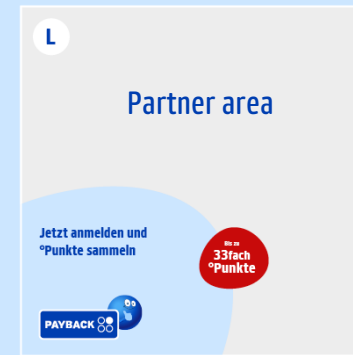 L
Partner area
Jetzt anmelden und
°Punkte sammeln
Bis zu
33fach
°Punkte
PAYBACK